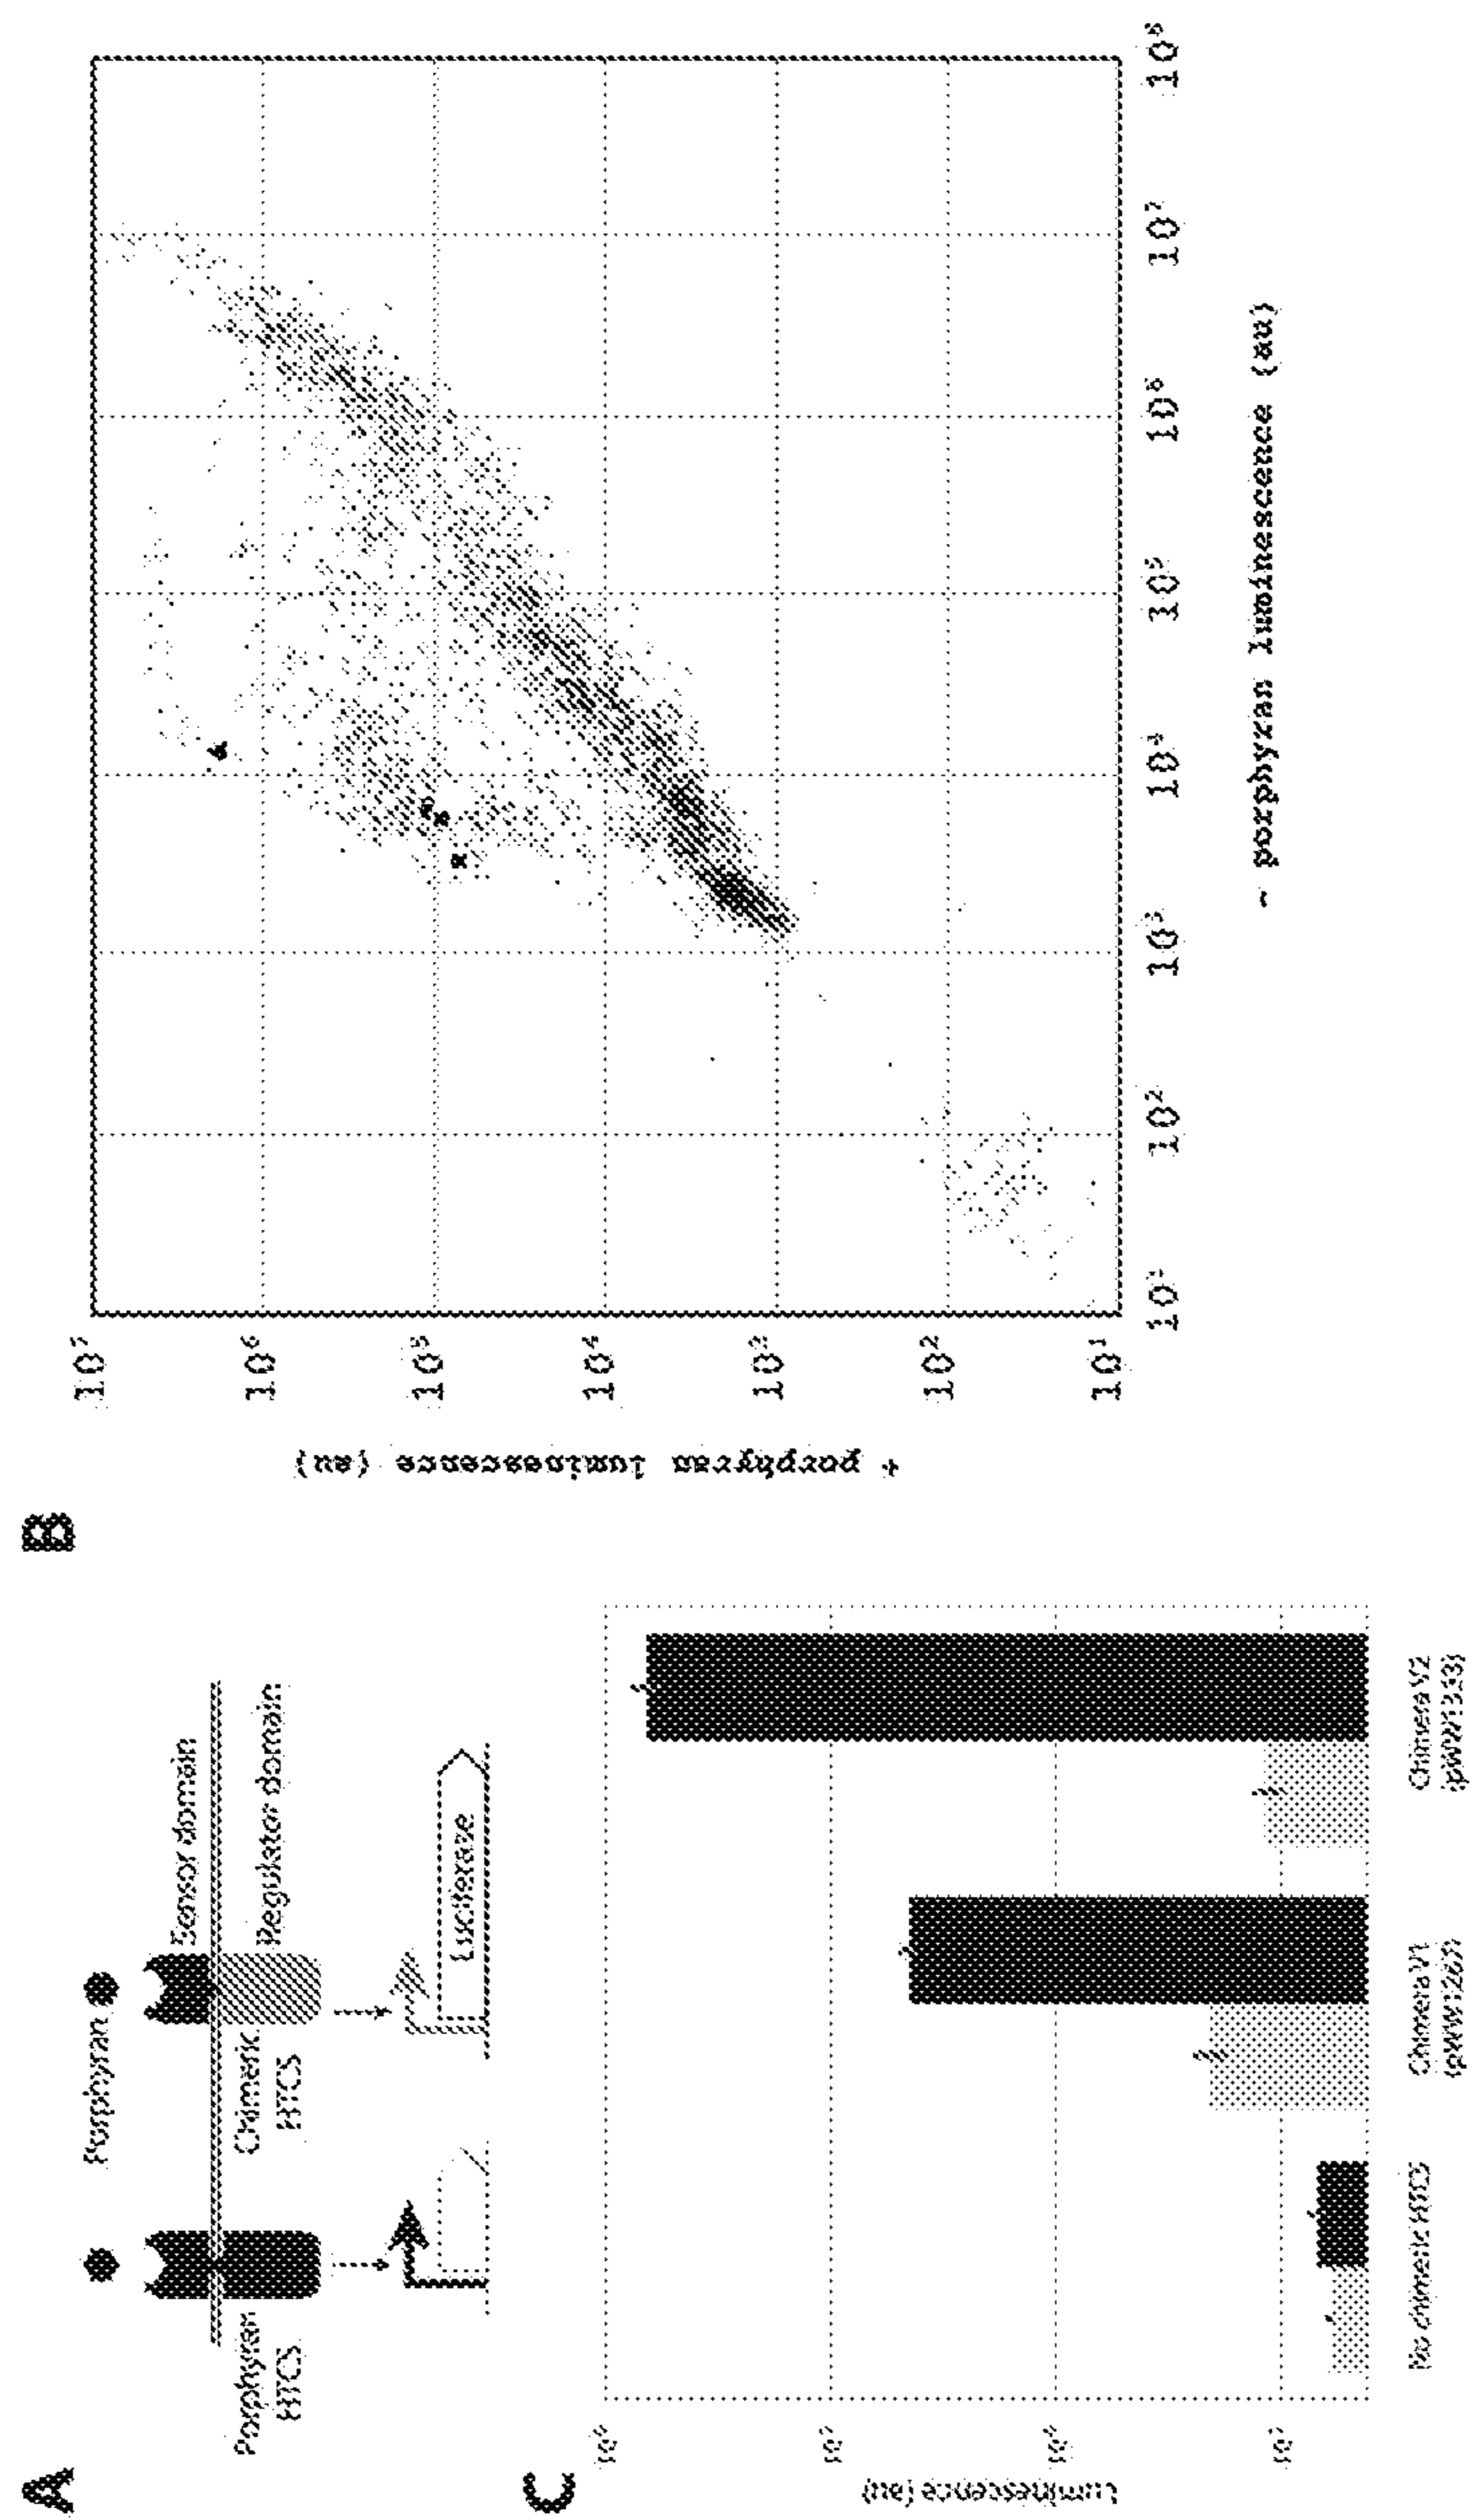 A
Porphyran
Sensor domain
Porphyran
HTCS
Chimeric
HTCS
Regulator domain
Luciferase
B
+ porphyran luminescence (au)
10⁷
10⁶
10⁵
10⁴
10³
10²
10¹
10¹
10²
10³
10⁴
10⁵
10⁶
10⁷
10⁸
- porphyran luminescence (au)
C
Luminescence (au)
No chimeric HTCS
Chimera V1
Chimera V2
(pWW1333)